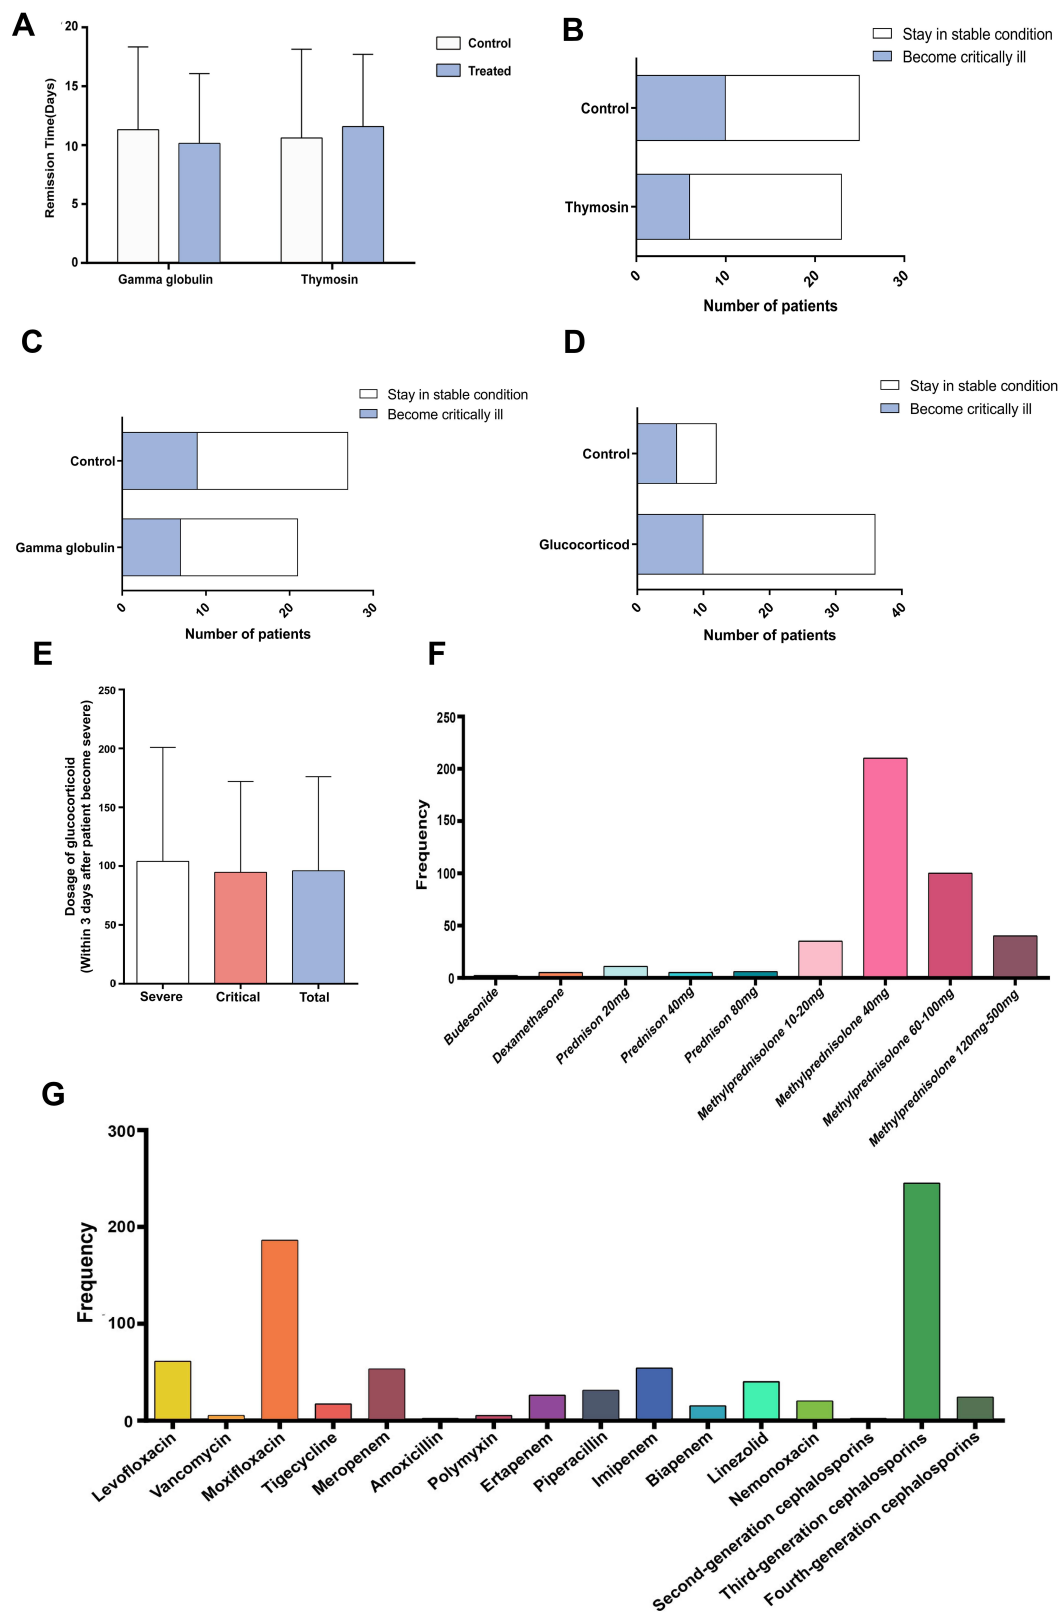 A
20
15
10
5
0
Remission Time(Days)
Gamma globulin
Thymosin
Control
Treated
B
Stay in stable condition
Become critically ill
Control
Thymosin
0
10
20
30
Number of patients
C
Stay in stable condition
Become critically ill
Control
Gamma globulin
0
10
20
30
Number of patients
D
Stay in stable condition
Become critically ill
Control
Glucocorticod
0
10
20
30
40
Number of patients
E
250
200
150
100
50
0
Dosage of glucocorticoid
(Within 3 days after patient become severe)
Severe
Critical
Total
F
250
200
150
100
50
0
Frequency
Budesonide
Dexamethasone
Prednison 20mg
Prednison 40mg
Prednison 80mg
Methylprednisolone 10-20mg
Methylprednisolone 40mg
Methylprednisolone 60-100mg
Methylprednisolone 120mg-500mg
G
300
200
100
0
Frequency
Levofloxacin
Vancomycin
Moxifloxacin
Tigecycline
Meropenem
Amoxicillin
Polymyxin
Ertapenem
Piperacillin
Imipenem
Biapenem
Linezolid
Nemonoxacin
Second-generation cephalosporins
Third-generation cephalosporins
Fourth-generation cephalosporins